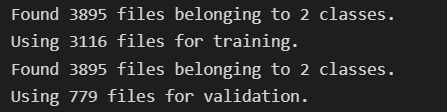 Found 3895 files belonging to 2 classes.
Using 3116 files for training.
Found 3895 files belonging to 2 classes.
Using 779 files for validation.